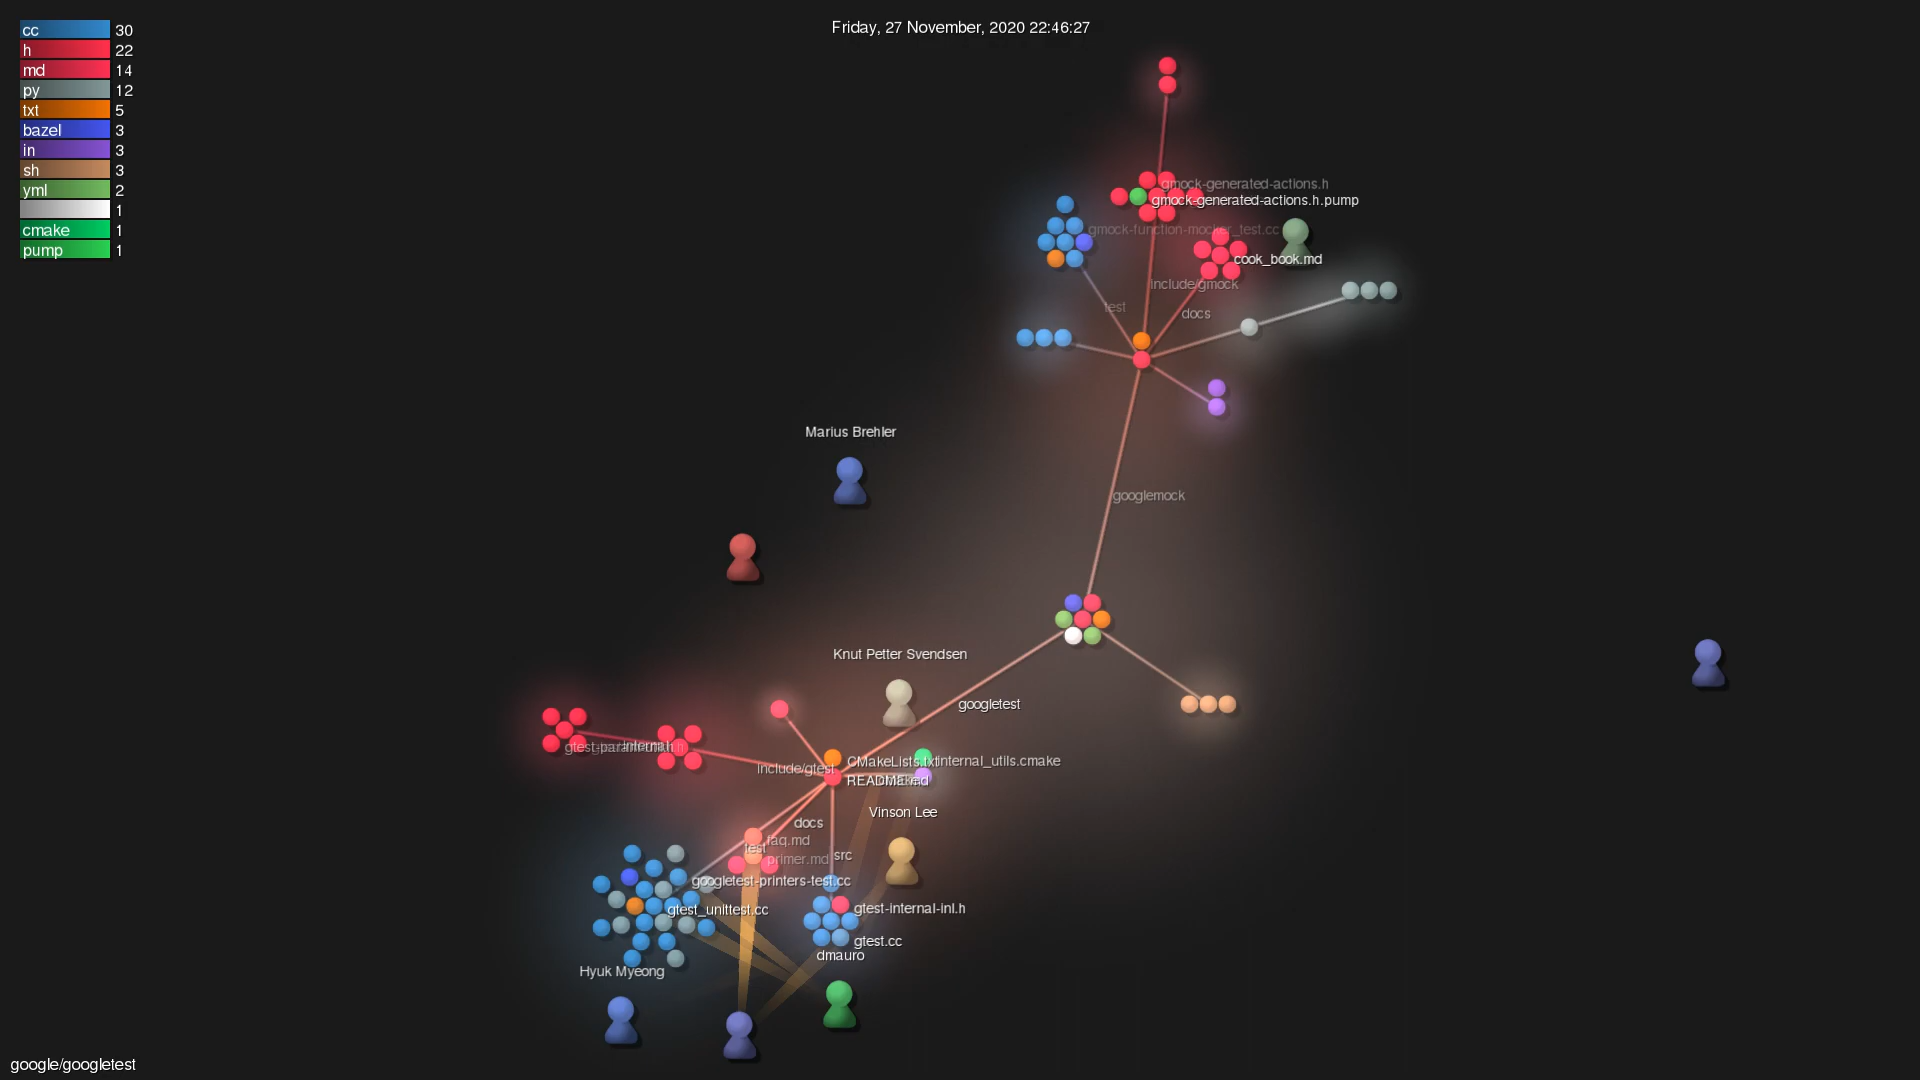 Friday, 27 November, 2020 22:46:27
cc 30
h 22
md 14
py 12
txt 5
bazel 3
in 3
sh 3
yml 2
1
cmake 1
pump 1
gmock-generated-actions.h
gmock-generated-actions.h.pump
gmock-function-mocker_test.cc
cook_book.md
include/gmock
test
docs
Marius Brehler
googlemock
Knut Petter Svendsen
googletest
internal
include/gtest
CMakeLists.txt
internal_utils.cmake
README.md
Vinson Lee
docs
faq.md
test
primer.md
src
googletest-printers-test.cc
gtest_unittest.cc
gtest-internal-inl.h
gtest.cc
dmauro
Hyuk Myeong
google/googletest